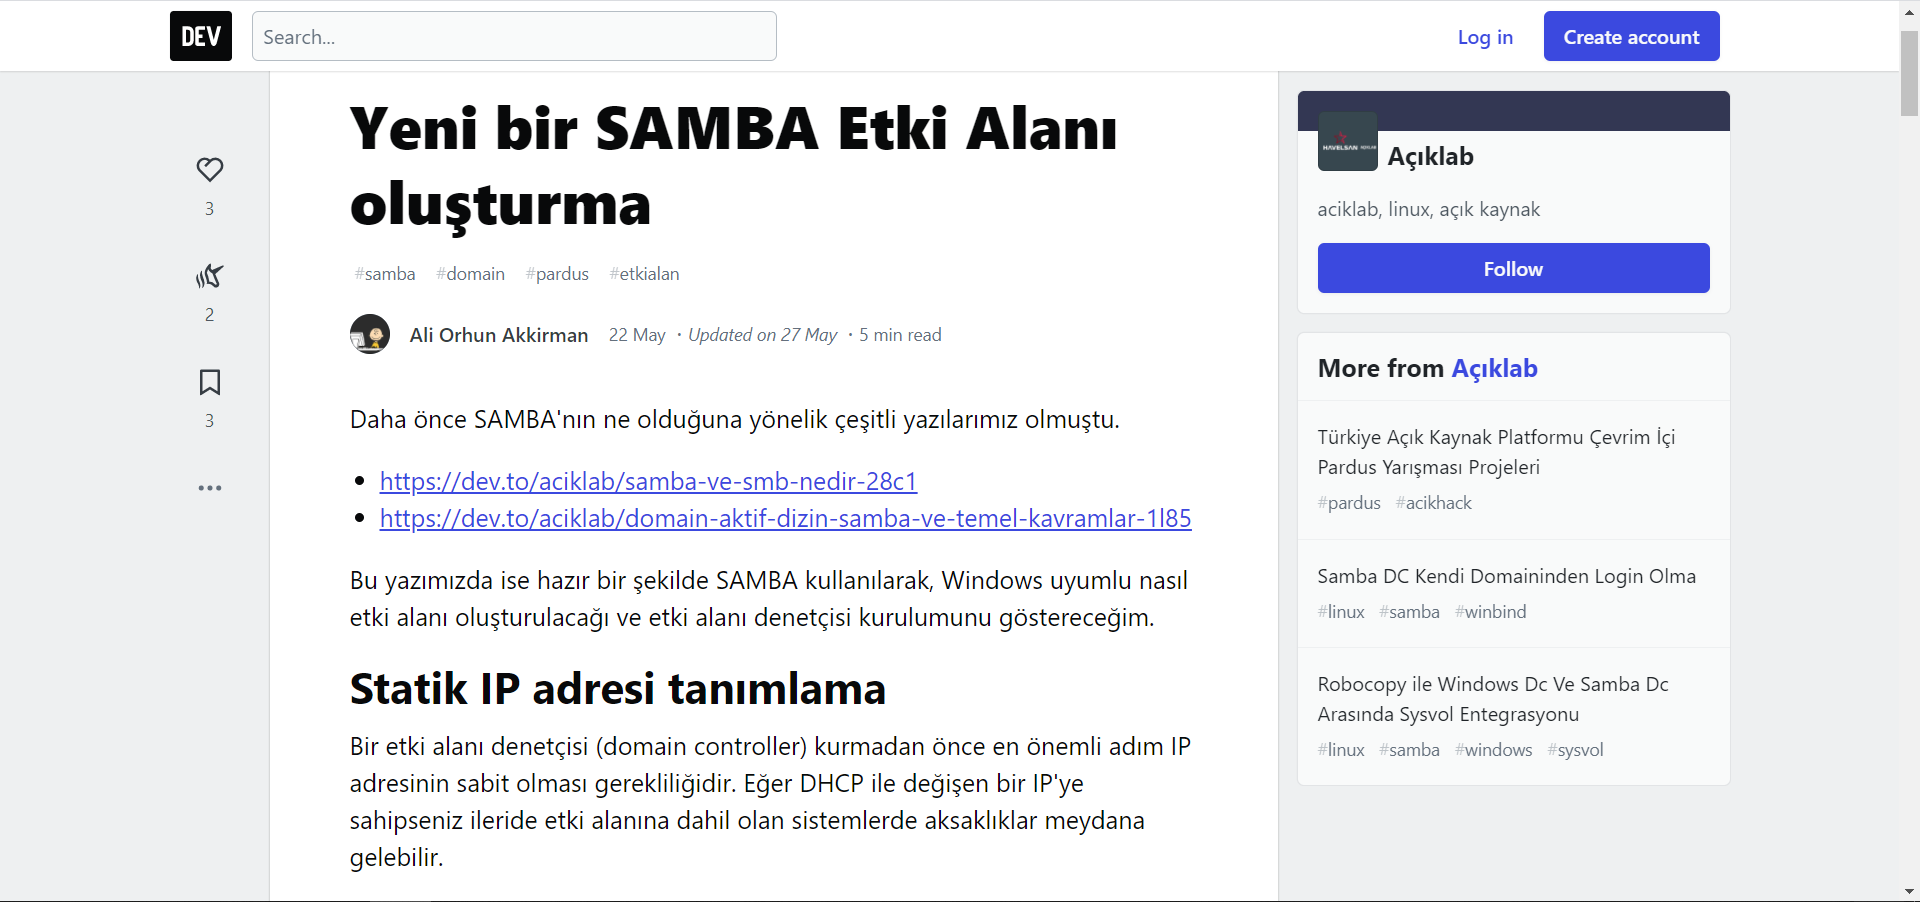 DEV
Search...
Log in
Create account
Yeni bir SAMBA Etki Alanı
oluşturma
#samba #domain #pardus #etkialan
Ali Orhun Akkirman 22 May · Updated on 27 May · 5 min read
3
2
3
Daha önce SAMBA'nın ne olduğuna yönelik çeşitli yazılarımız olmuştu.
https://dev.to/aciklab/samba-ve-smb-nedir-28c1
https://dev.to/aciklab/domain-aktif-dizin-samba-ve-temel-kavramlar-1l85
Bu yazımızda ise hazır bir şekilde SAMBA kullanılarak, Windows uyumlu nasıl
etki alanı oluşturulacağı ve etki alanı denetçisi kurulumunu göstereceğim.
Statik IP adresi tanımlama
Bir etki alanı denetçisi (domain controller) kurmadan önce en önemli adım IP
adresinin sabit olması gerekliliğidir. Eğer DHCP ile değişen bir IP'ye
sahipseniz ileride etki alanına dahil olan sistemlerde aksaklıklar meydana
gelebilir.
HAVELSAN AÇIKLAB
Açıklab
aciklab, linux, açık kaynak
Follow
More from Açıklab
Türkiye Açık Kaynak Platformu Çevrim İçi
Pardus Yarışması Projeleri
#pardus #acikhack
Samba DC Kendi Domaininden Login Olma
#linux #samba #winbind
Robocopy ile Windows Dc Ve Samba Dc
Arasında Sysvol Entegrasyonu
#linux #samba #windows #sysvol